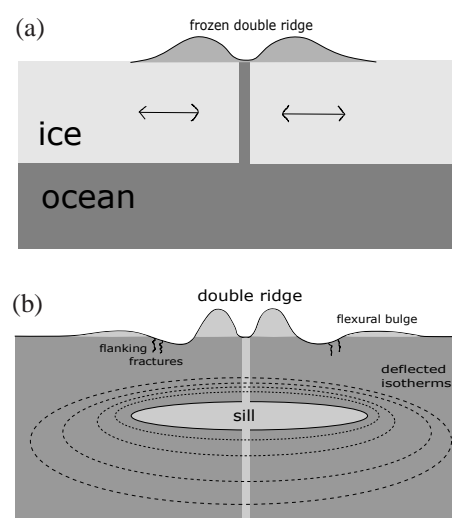 (a)
frozen double ridge
ice
ocean
(b)
double ridge
flexural bulge
flanking
fractures
deflected
isotherms
sill